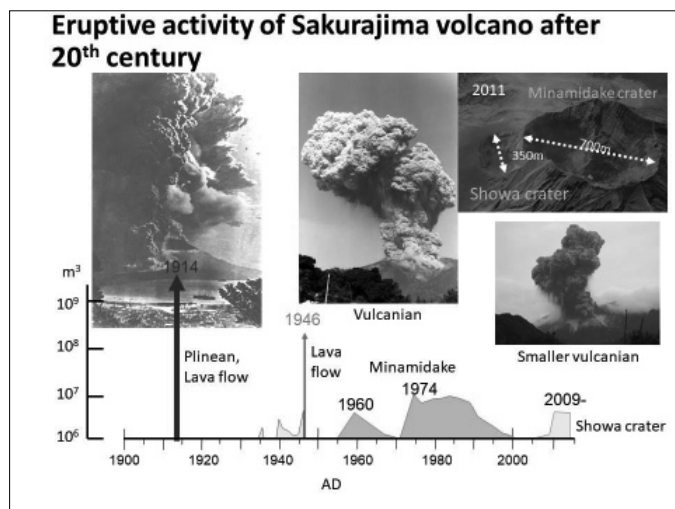 Eruptive activity of Sakurajima volcano after
20th century
2011
Minamidake crater
700m
350m
Showa crater
1914
m³
10⁹
10⁸
10⁷
10⁶
Plinean,
Lava flow
1946
Lava
flow
Vulcanian
Smaller vulcanian
Minamidake
1960
1974
2009-
Showa crater
1900
1920
1940
1960
1980
2000
AD